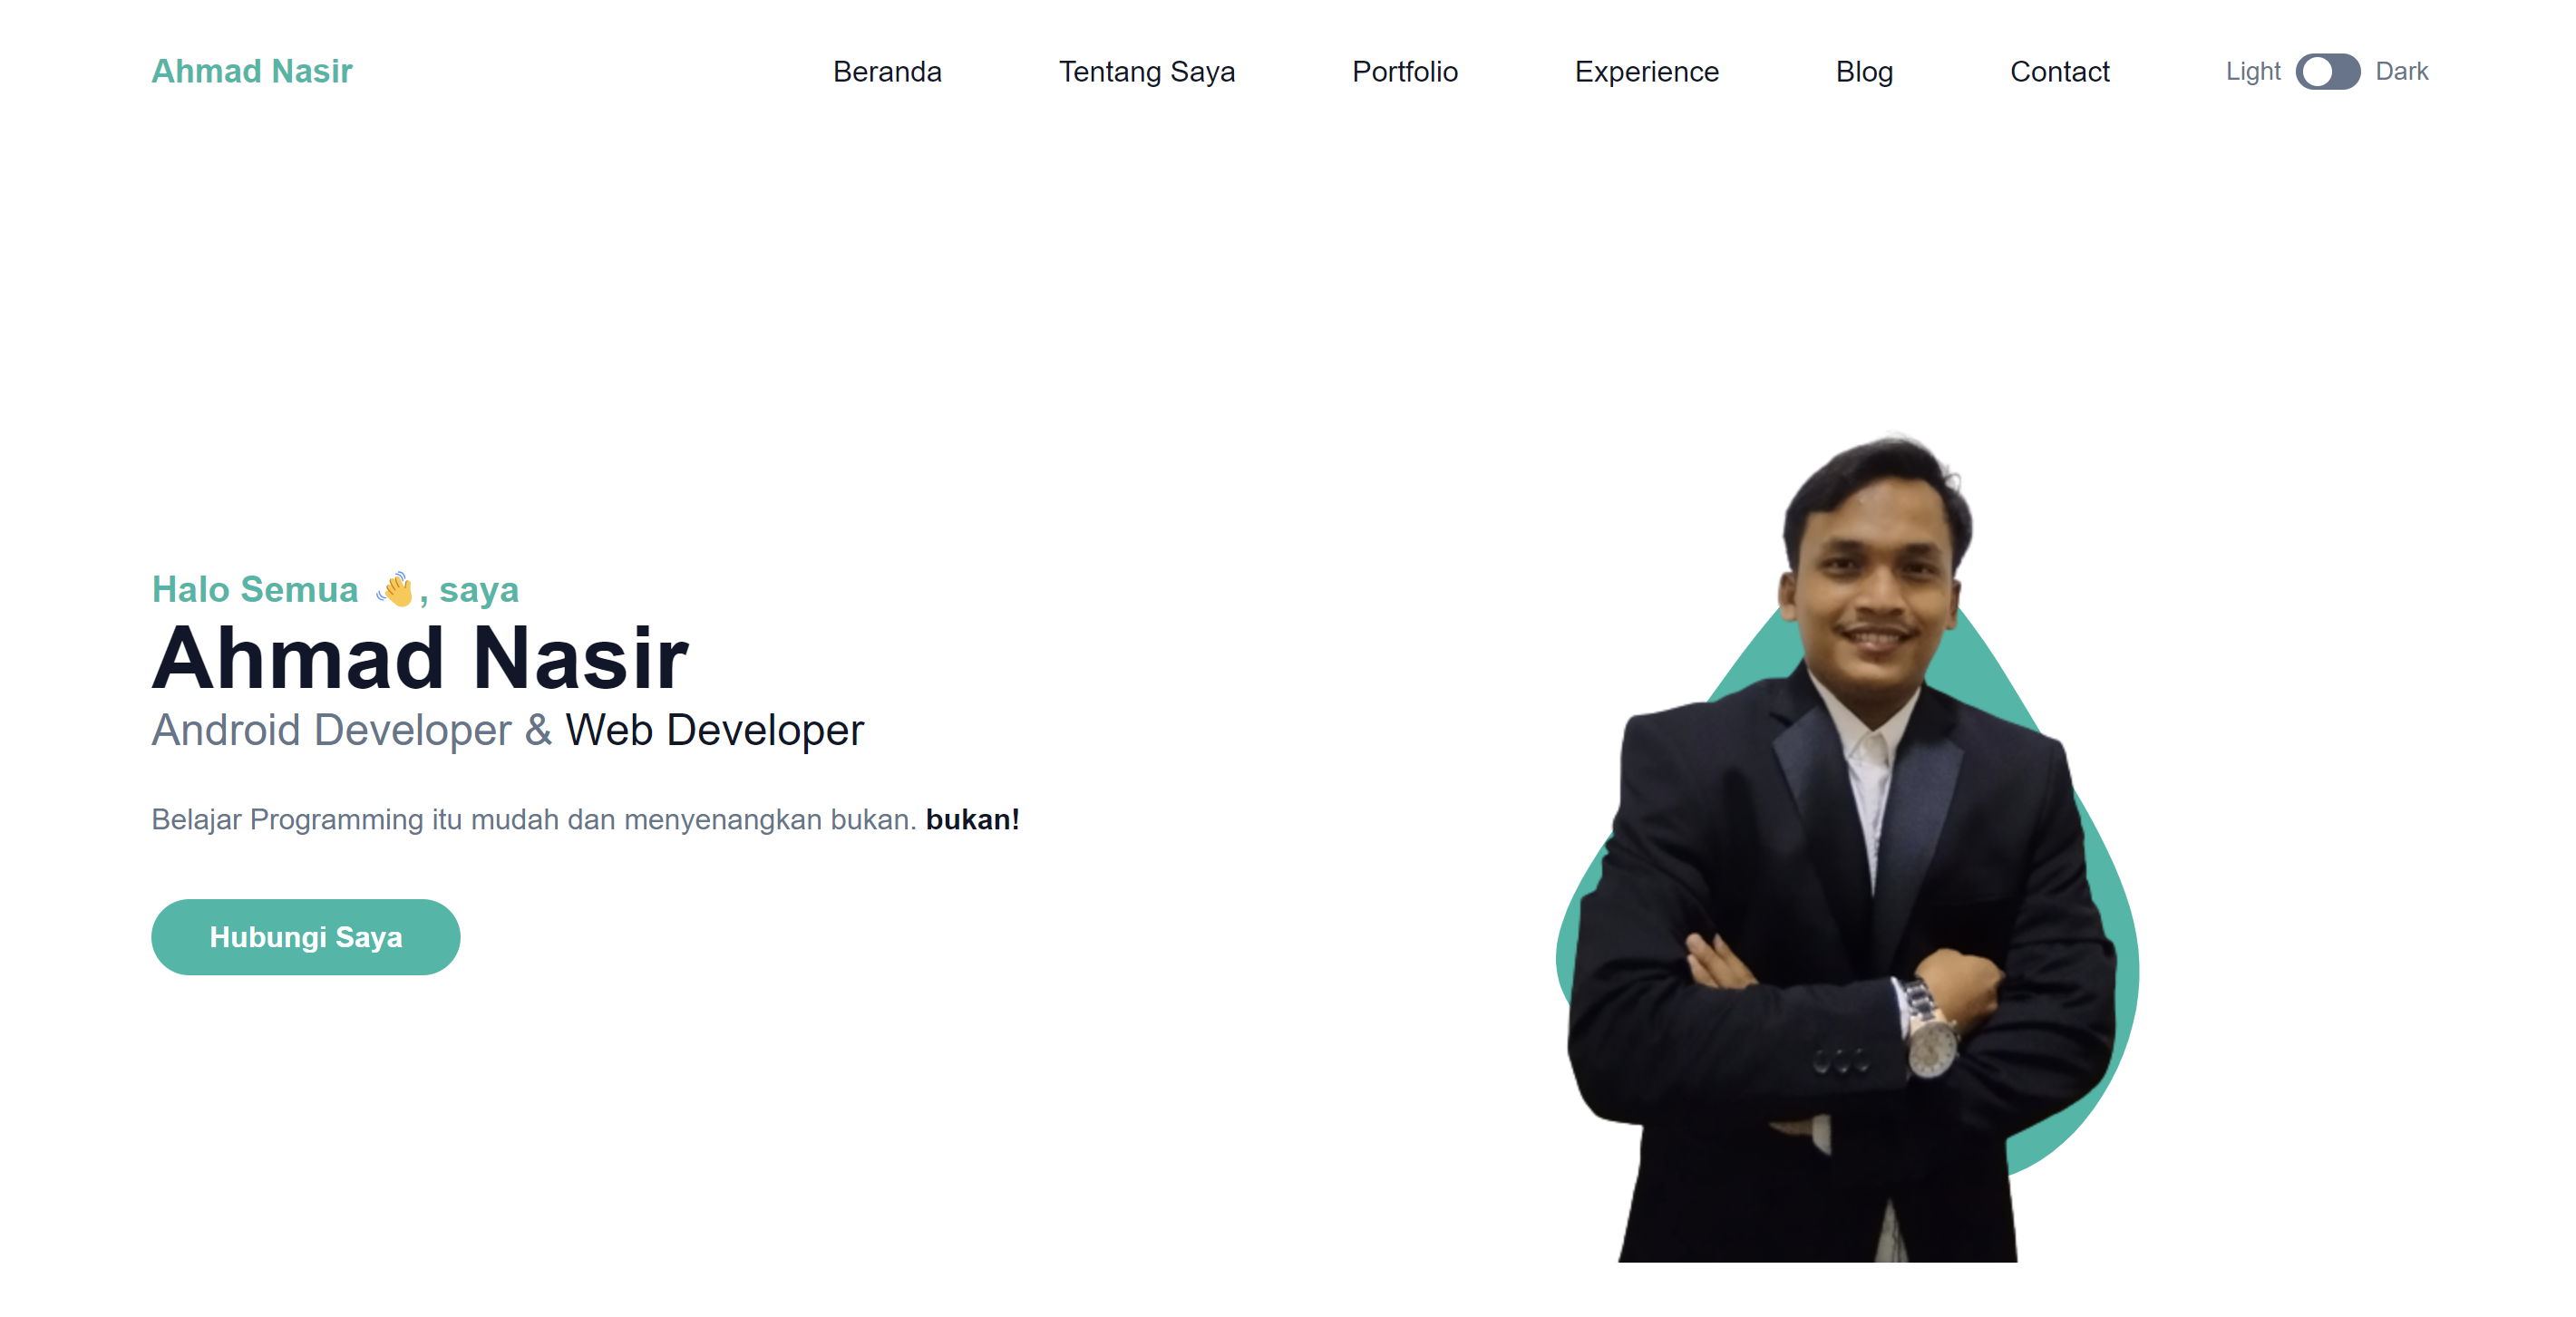 Ahmad Nasir Beranda Tentang Saya Portfolio Experience Blog Contact Light Dark
Halo Semua 👋, saya
Ahmad Nasir
Android Developer & Web Developer
Belajar Programming itu mudah dan menyenangkan bukan. bukan!
Hubungi Saya